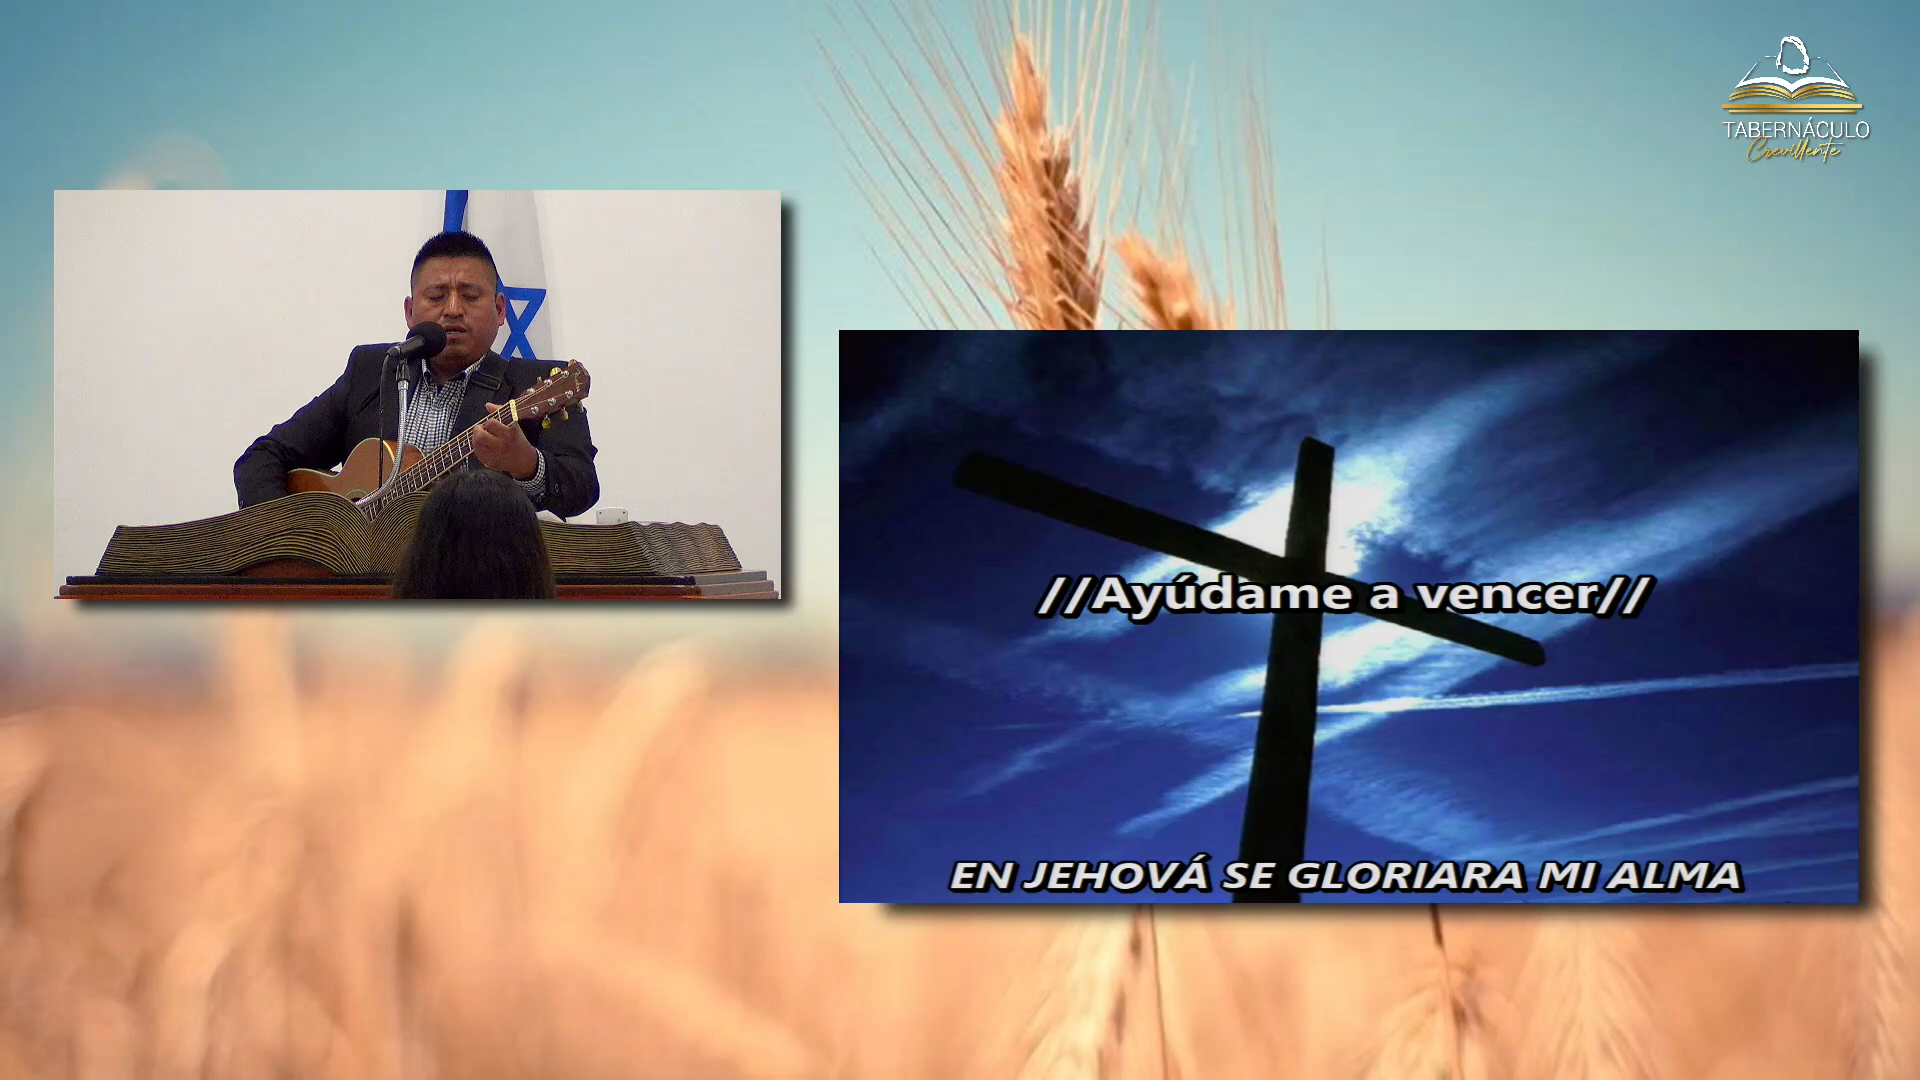 TABERNÁCULO
Crevillente
//Ayúdame a vencer//
EN JEHOVÁ SE GLORIARA MI ALMA